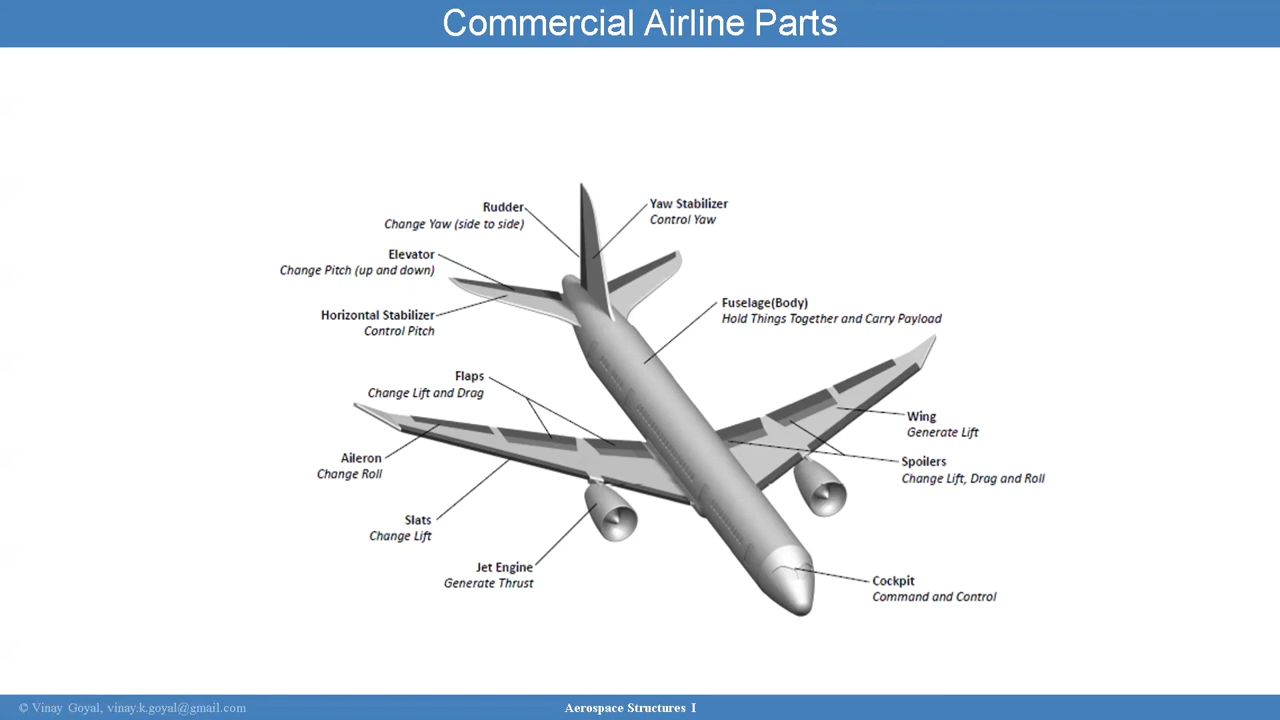 Commercial Airline Parts
Rudder
Change Yaw (side to side)
Yaw Stabilizer
Control Yaw
Elevator
Change Pitch (up and down)
Horizontal Stabilizer
Control Pitch
Fuselage(Body)
Hold Things Together and Carry Payload
Flaps
Change Lift and Drag
Wing
Generate Lift
Aileron
Change Roll
Spoilers
Change Lift, Drag and Roll
Slats
Change Lift
Jet Engine
Generate Thrust
Cockpit
Command and Control
© Vinay Goyal, vinay.k.goyal@gmail.com
Aerospace Structures I